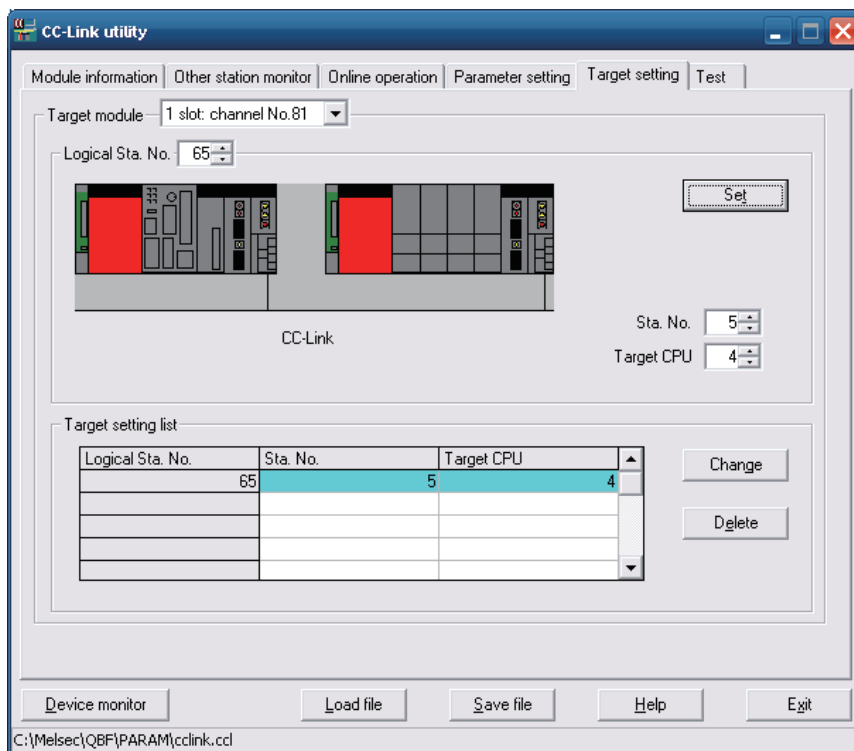 CC-Link utility
Module information Other station monitor Online operation Parameter setting Target setting Test
Target module 1 slot: channel No.81
Logical Sta. No. 65
Set
Sta. No. 5
CC-Link
Target CPU 4
Target setting list
Logical Sta. No. Sta. No. Target CPU
65 5 4
Change
Delete
Device monitor Load file Save file Help Exit
C:\Melsec\QBF\PARAM\cclink.ccl